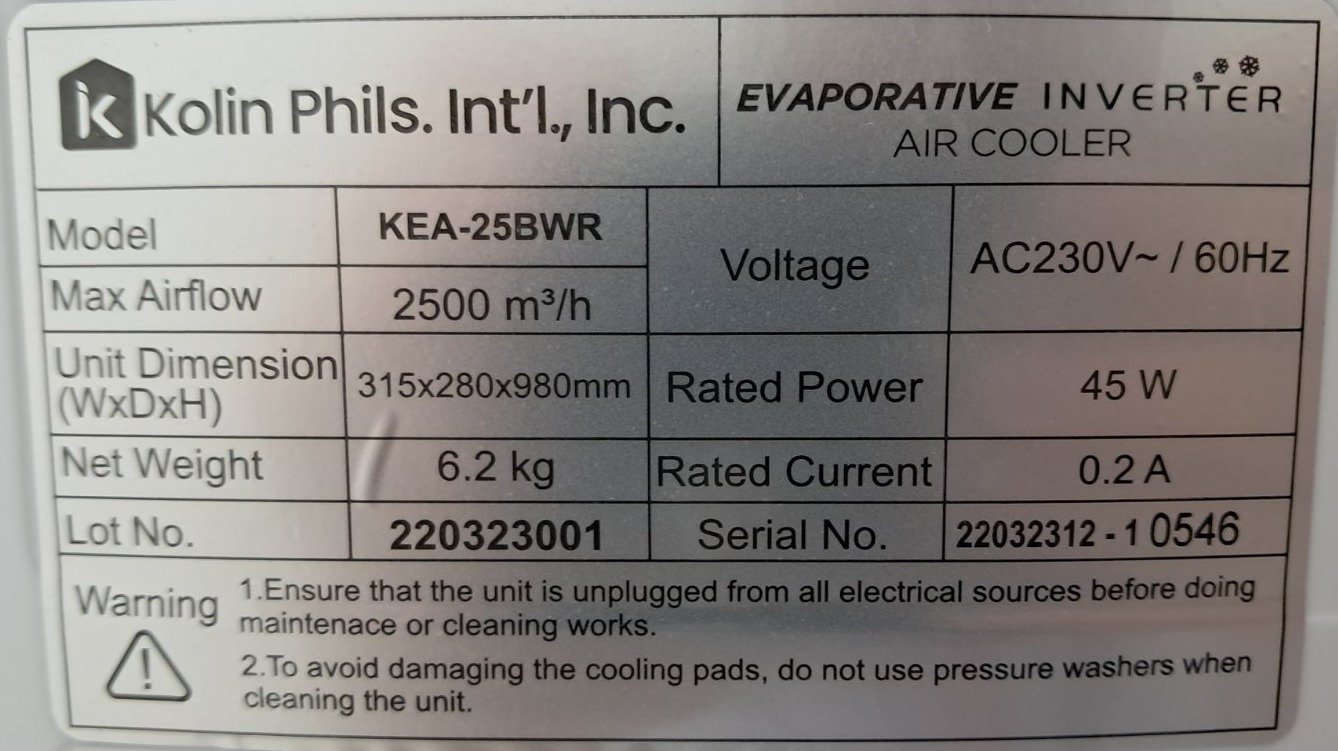 Kolin Phils. Int'l., Inc.
EVAPORATIVE INVERTER
AIR COOLER
Model
KEA-25BWR
Voltage
AC230V~ / 60Hz
Max Airflow
2500 m³/h
Unit Dimension
(WxDxH)
315x280x980mm
Rated Power
45 W
Net Weight
6.2 kg
Rated Current
0.2 A
Lot No.
220323001
Serial No.
22032312 - 1 0546
Warning
1.Ensure that the unit is unplugged from all electrical sources before doing
maintenace or cleaning works.
2.To avoid damaging the cooling pads, do not use pressure washers when
cleaning the unit.